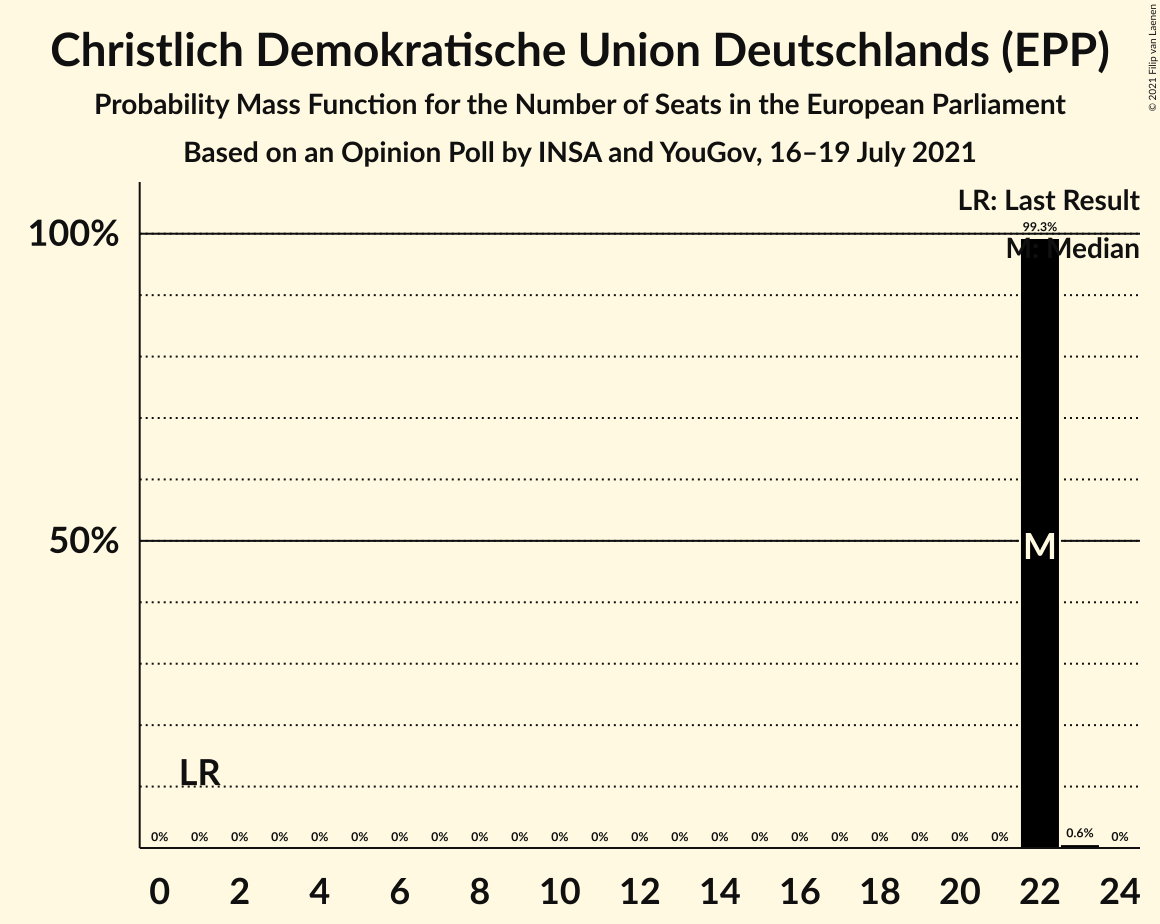 Christlich Demokratische Union Deutschlands (EPP)
Probability Mass Function for the Number of Seats in the European Parliament
Based on an Opinion Poll by INSA and YouGov, 16–19 July 2021
© 2021 Filip van Laenen
LR: Last Result
99.3%
M: Median
100%
50%
M
LR
0% 0% 0% 0% 0% 0% 0% 0% 0% 0% 0% 0% 0% 0% 0% 0% 0% 0% 0% 0% 0% 0% 0.6% 0%
0 2 4 6 8 10 12 14 16 18 20 22 24